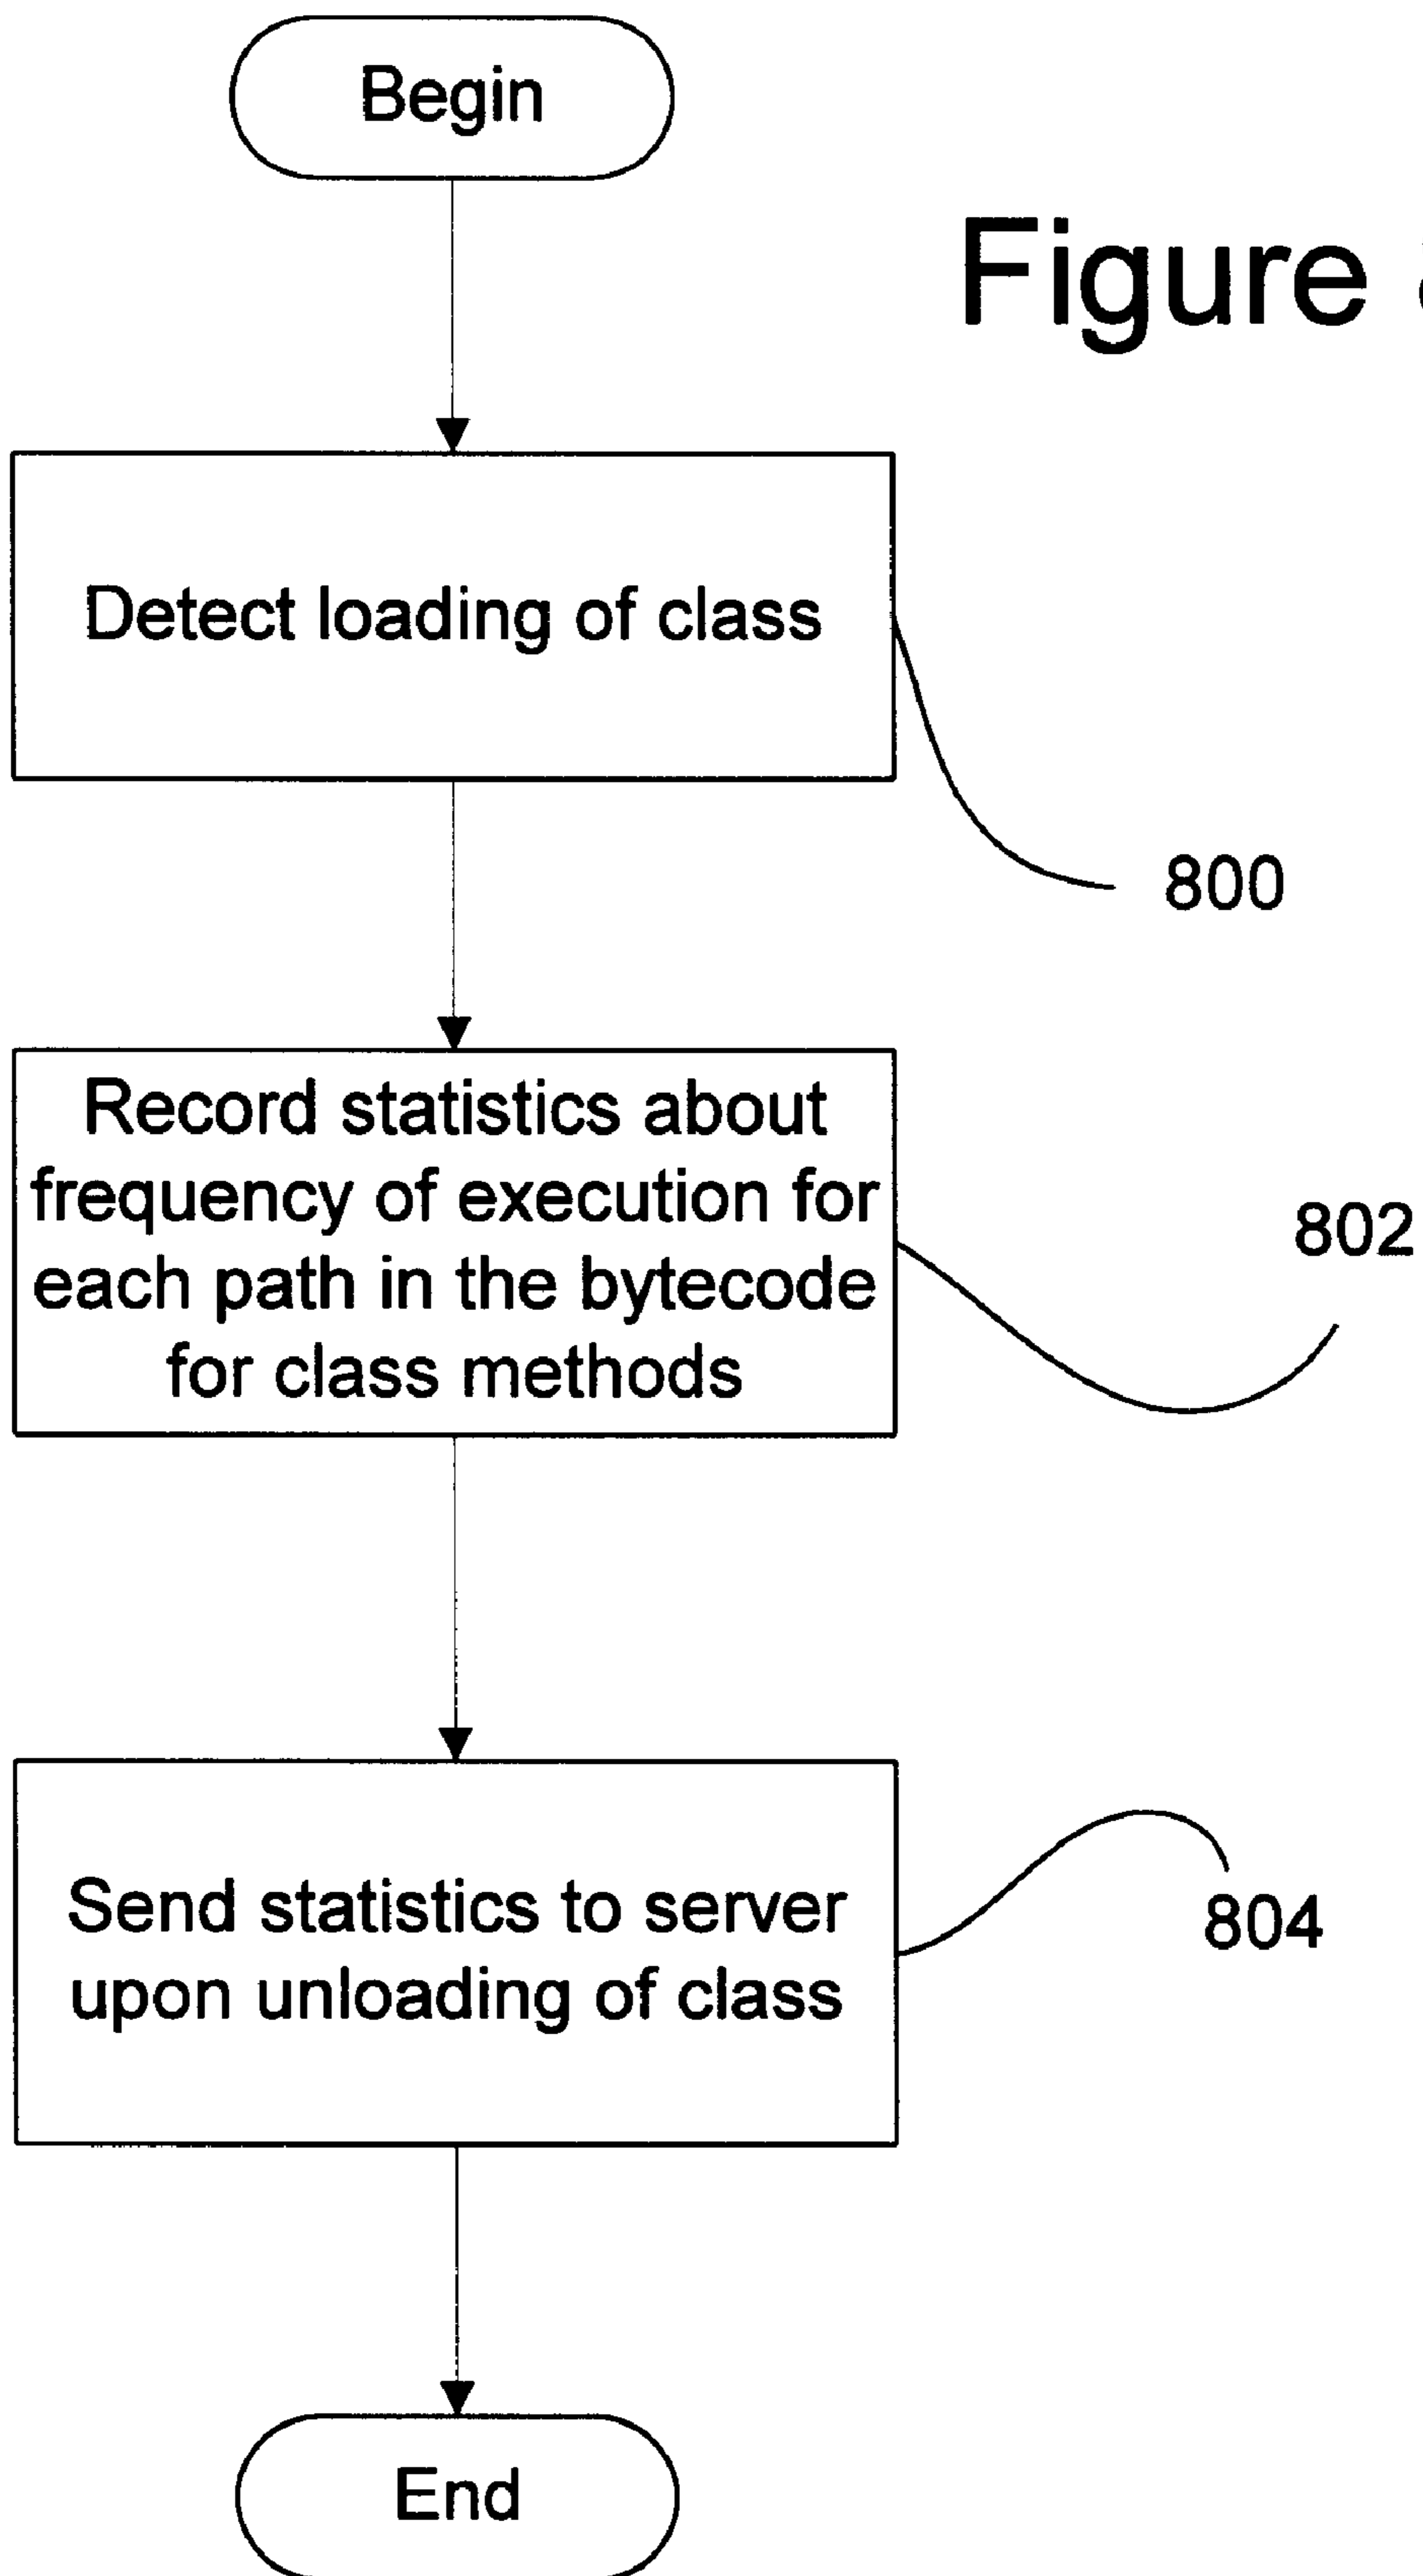 Begin
Figure
Detect loading of class
800
Record statistics about
frequency of execution for
each path in the bytecode
for class methods
802
Send statistics to server
upon unloading of class
804
End